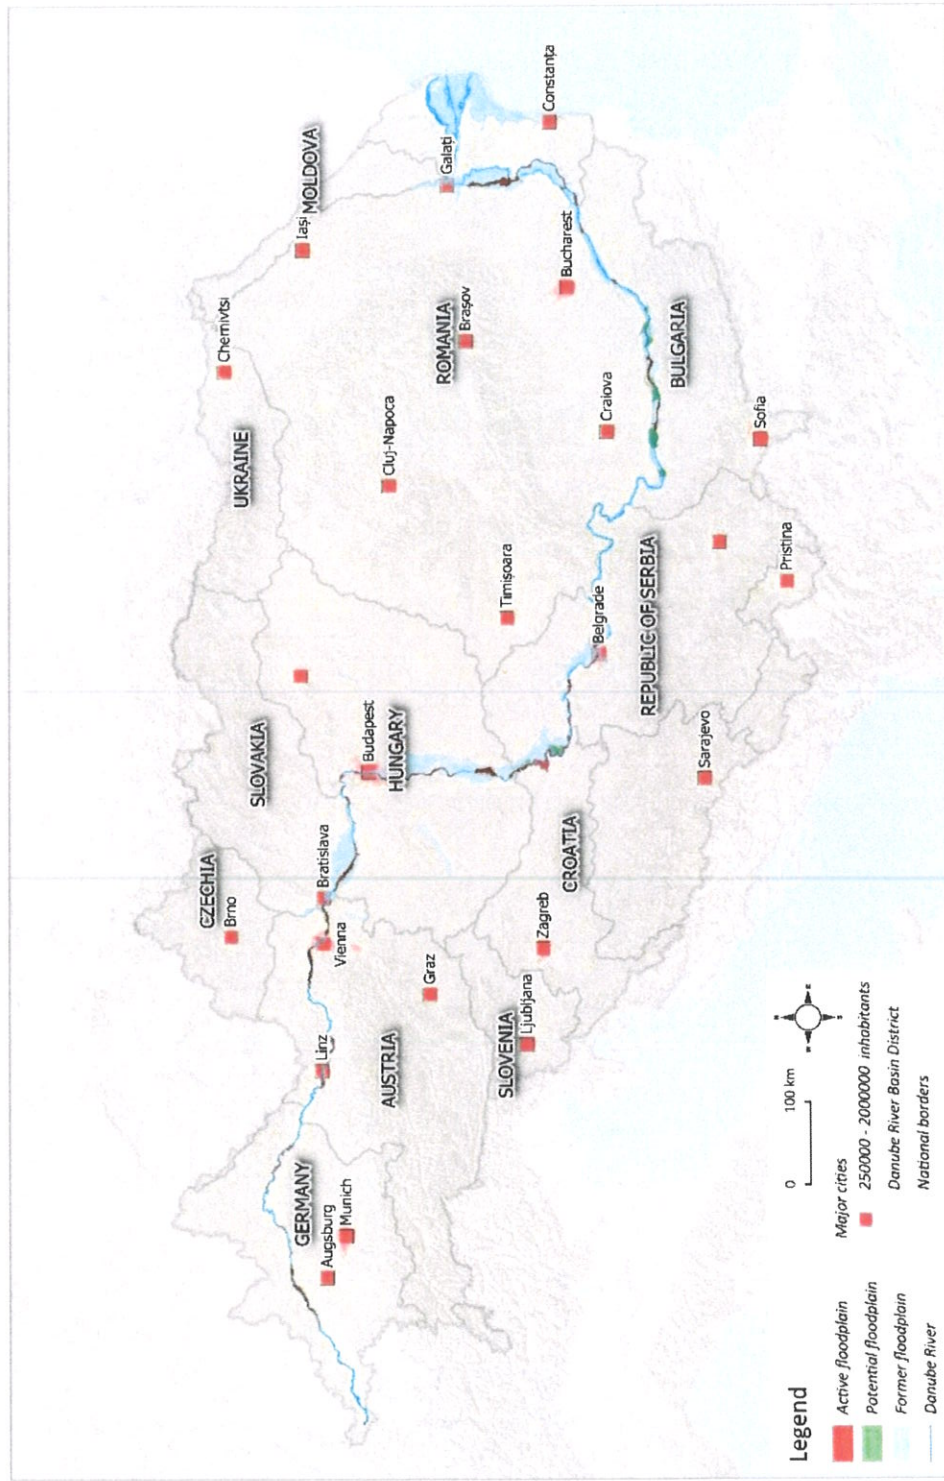 CZECHIA
Brno
SLOVAKIA
UKRAINE
Chernivtsi
Iași
MOLDOVA
GERMANY
Augsburg
Munich
Linz
Vienna
Bratislava
Budapest
HUNGARY
Cluj-Napoca
AUSTRIA
Graz
ROMANIA
Brașov
Galați
Timișoara
SLOVENIA
Ljubljana
Zagreb
CROATIA
Belgrade
Craiova
Bucharest
Constanța
REPUBLIC OF SERBIA
BULGARIA
Sarajevo
Pristina
Sofia
Legend
Active floodplain
Potential floodplain
Former floodplain
Danube River
Major cities
250000 - 2000000 inhabitants
Danube River Basin District
National borders
0 100 km
N
W E
S